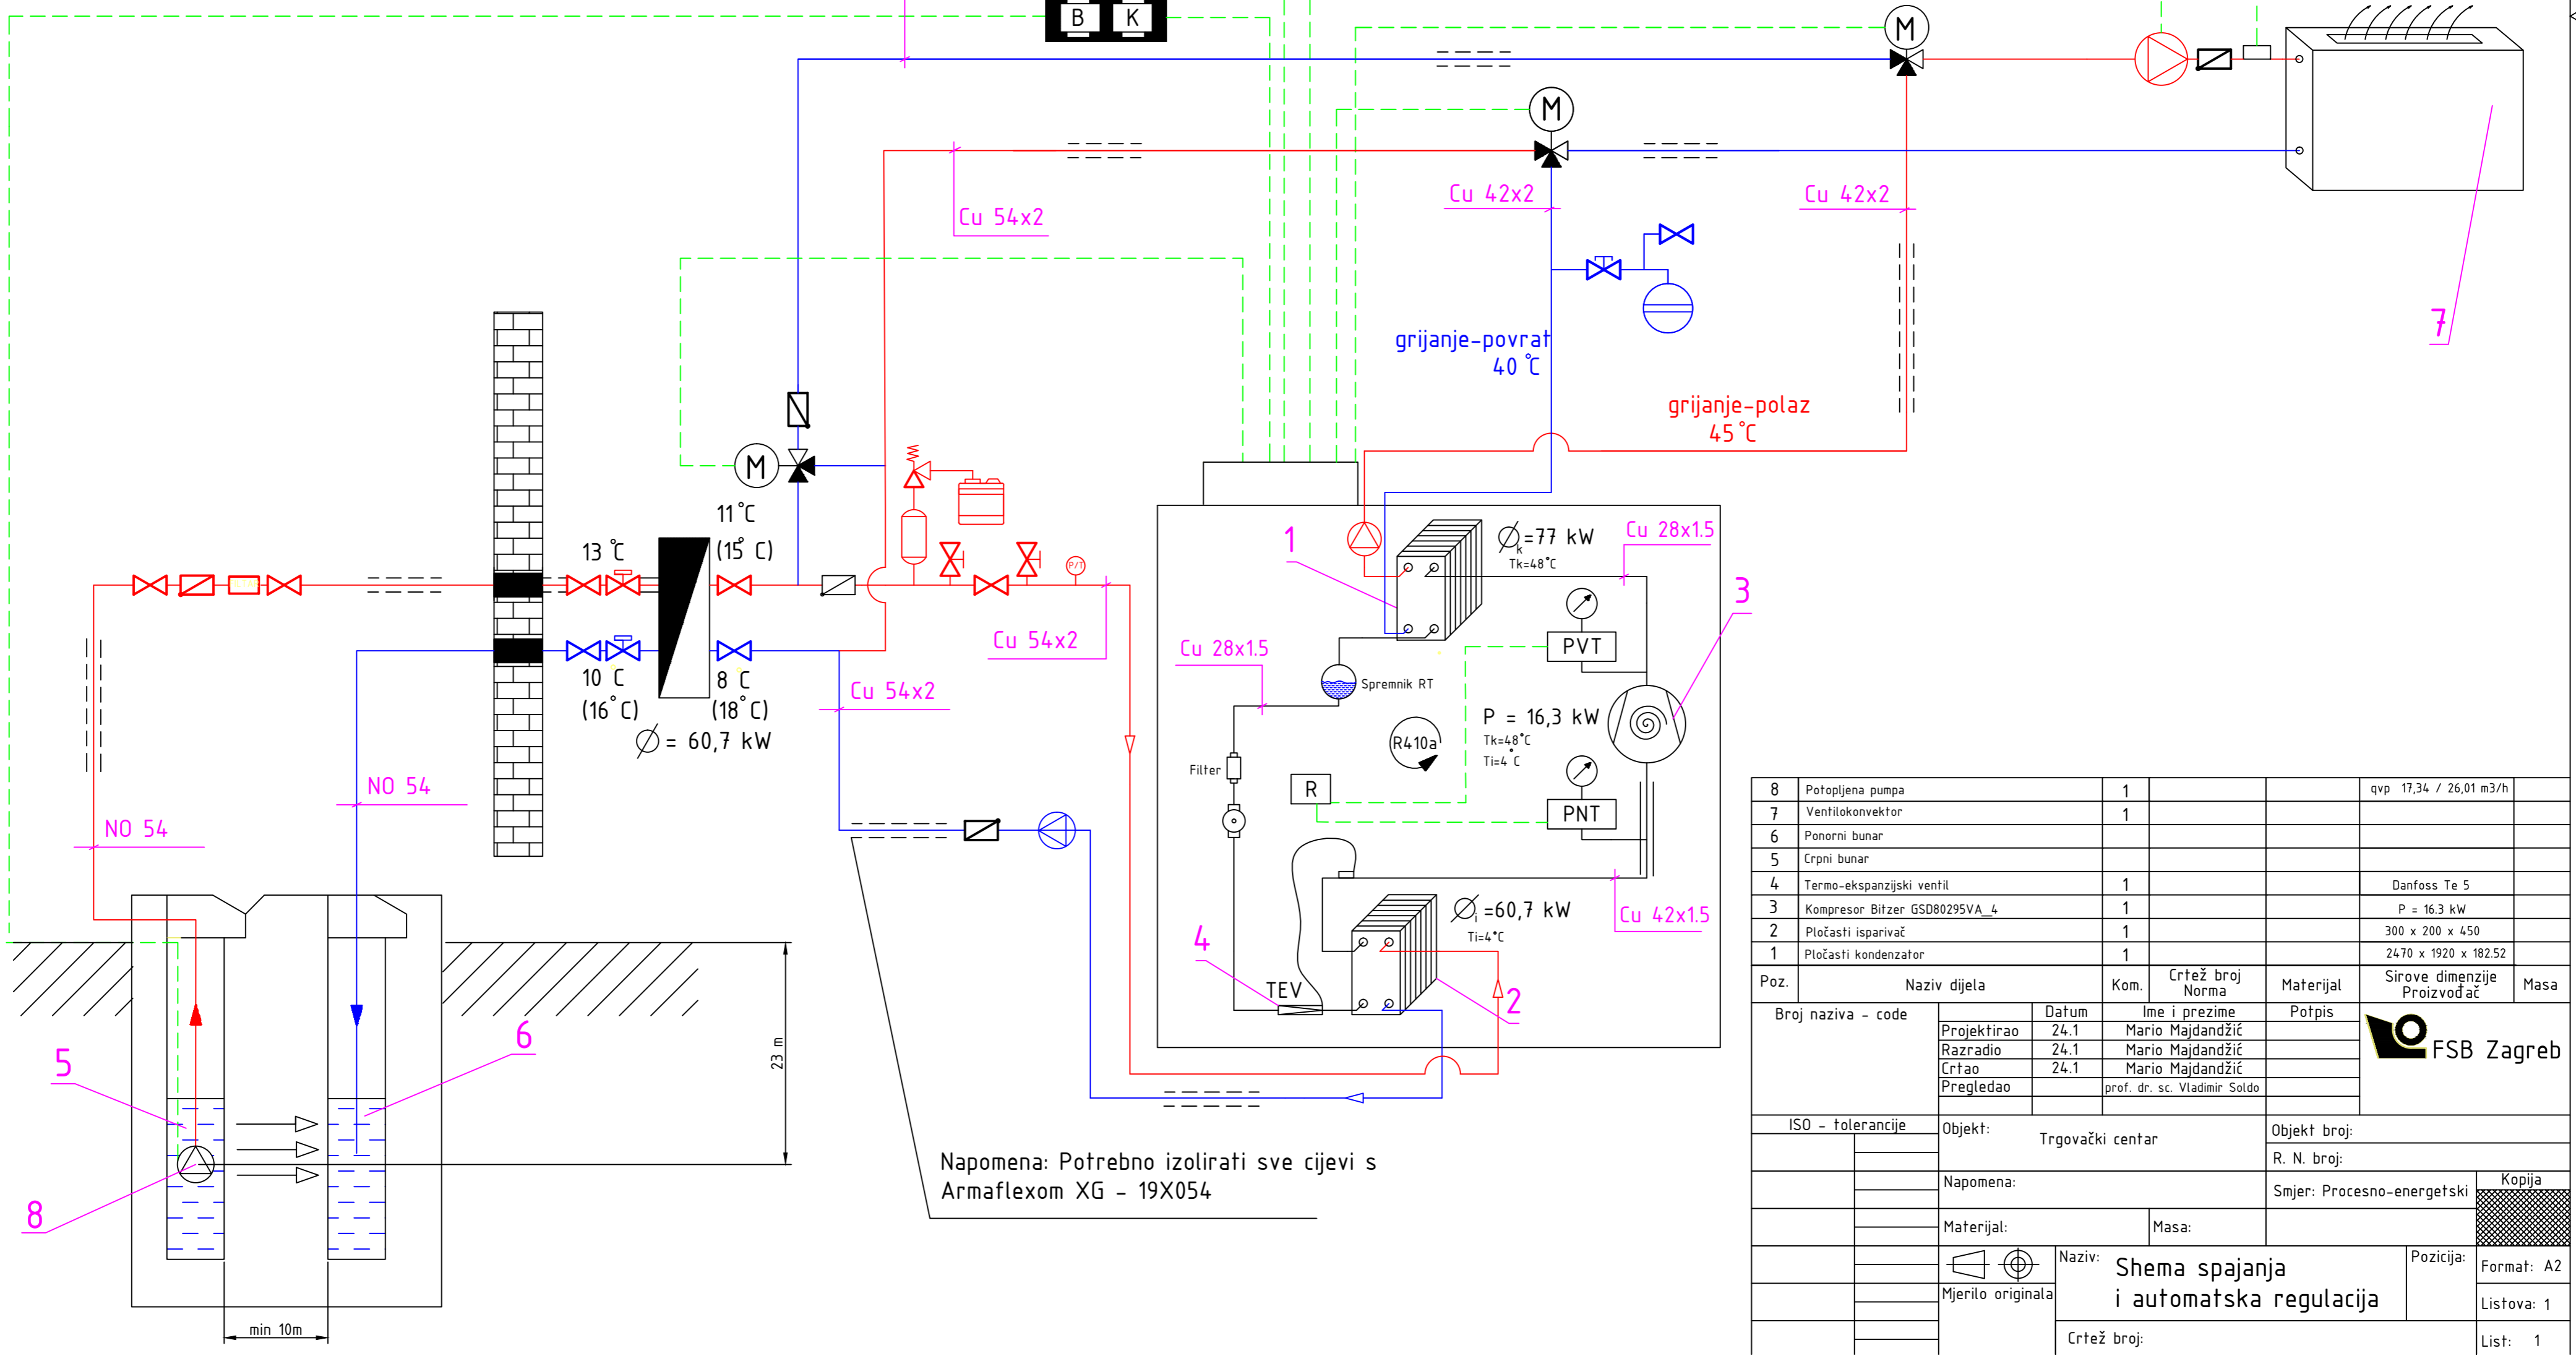 B K
M
M
Cu 54x2
Cu 42x2
Cu 42x2
7
grijanje-povrat
40 °C
grijanje-polaz
45 °C
M
11 °C
(15 °C)
13 °C
10 °C
(16 °C)
8 °C
(18 °C)
Ø = 60,7 kW
P/T
Cu 54x2
Cu 54x2
NO 54
NO 54
1
Øk=77 kW
Tk=48°C
Cu 28x1.5
3
Cu 28x1.5
PVT
Spremnik RT
P = 16,3 kW
Tk=48°C
Ti=4°C
R410a
Filter
R
PNT
Øi=60,7 kW
Ti=4°C
Cu 42x1.5
4
TEV
2
5
6
8
23 m
min 10m
Napomena: Potrebno izolirati sve cijevi s
Armaflexom XG - 19X054
8 Potopljena pumpa 1 qvp 17,34 / 26,01 m3/h
7 Ventilokonvektor 1
6 Ponorni bunar
5 Crpni bunar
4 Termo-ekspanzijski ventil 1 Danfoss Te 5
3 Kompresor Bitzer GSD80295VA_4 1 P = 16.3 kW
2 Pločasti isparivač 1 300 x 200 x 450
1 Pločasti kondenzator 1 2470 x 1920 x 182.52
Poz. Naziv dijela Kom. Crtež broj Norma Materijal Sirove dimenzije Proizvođač Masa
Broj naziva - code Datum Ime i prezime Potpis
Projektirao 24.1 Mario Majdandžić
Razradio 24.1 Mario Majdandžić
Crtao 24.1 Mario Majdandžić
Pregledao prof. dr. sc. Vladimir Soldo
FSB Zagreb
ISO - tolerancije
Objekt: Trgovački centar
Objekt broj:
R. N. broj:
Napomena:
Smjer: Procesno-energetski
Kopija
Materijal:
Masa:
Naziv: Shema spajanja
i automatska regulacija
Pozicija:
Format: A2
Mjerilo originala
Listova: 1
Crtež broj:
List: 1